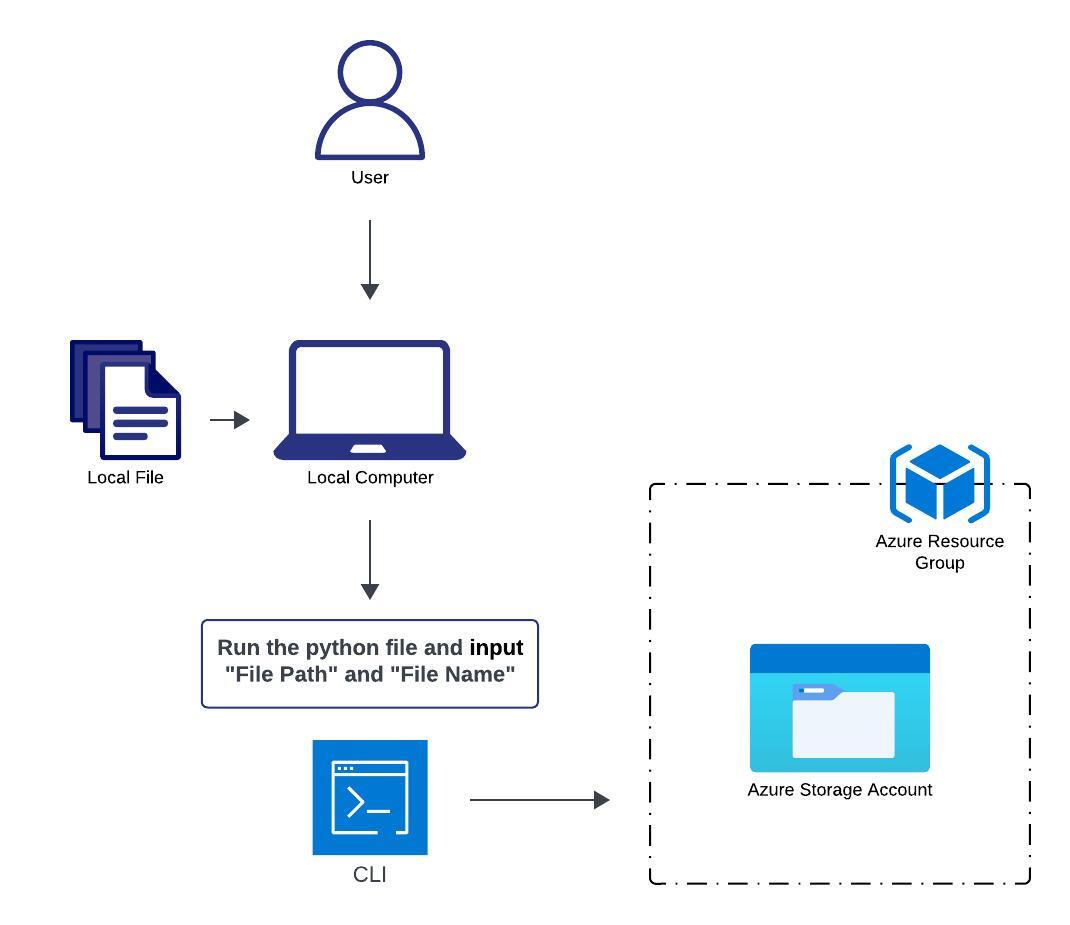 User
Local File
Local Computer
Azure Resource
Group
Run the python file and input
"File Path" and "File Name"
Azure Storage Account
CLI